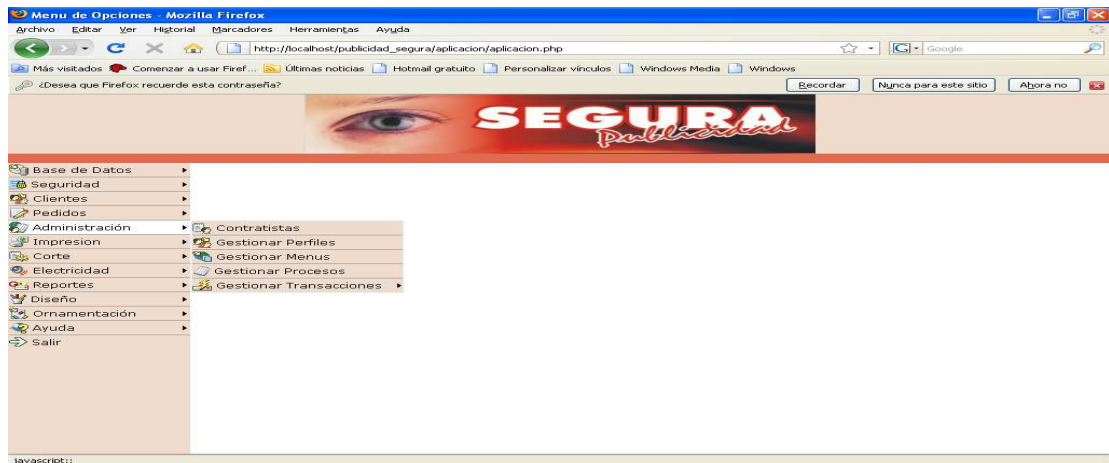 Menu de Opciones - Mozilla Firefox
Archivo Editar Ver Historial Marcadores Herramientas Ayuda
http://localhost/publicidad_segura/aplicacion/aplicacion.php
G Google
Más visitados Comenzar a usar Firef... Últimas noticias Hotmail gratuito Personalizar vínculos Windows Media Windows
¿Desea que Firefox recuerde esta contraseña? Recordar Nunca para este sitio Ahora no
SEGURA
Publicidad
Base de Datos
Seguridad
Clientes
Pedidos
Administración
Contratistas
Impresion
Gestionar Perfiles
Corte
Gestionar Menus
Electricidad
Gestionar Procesos
Reportes
Gestionar Transacciones
Diseño
Ornamentación
Ayuda
Salir
javascript:;